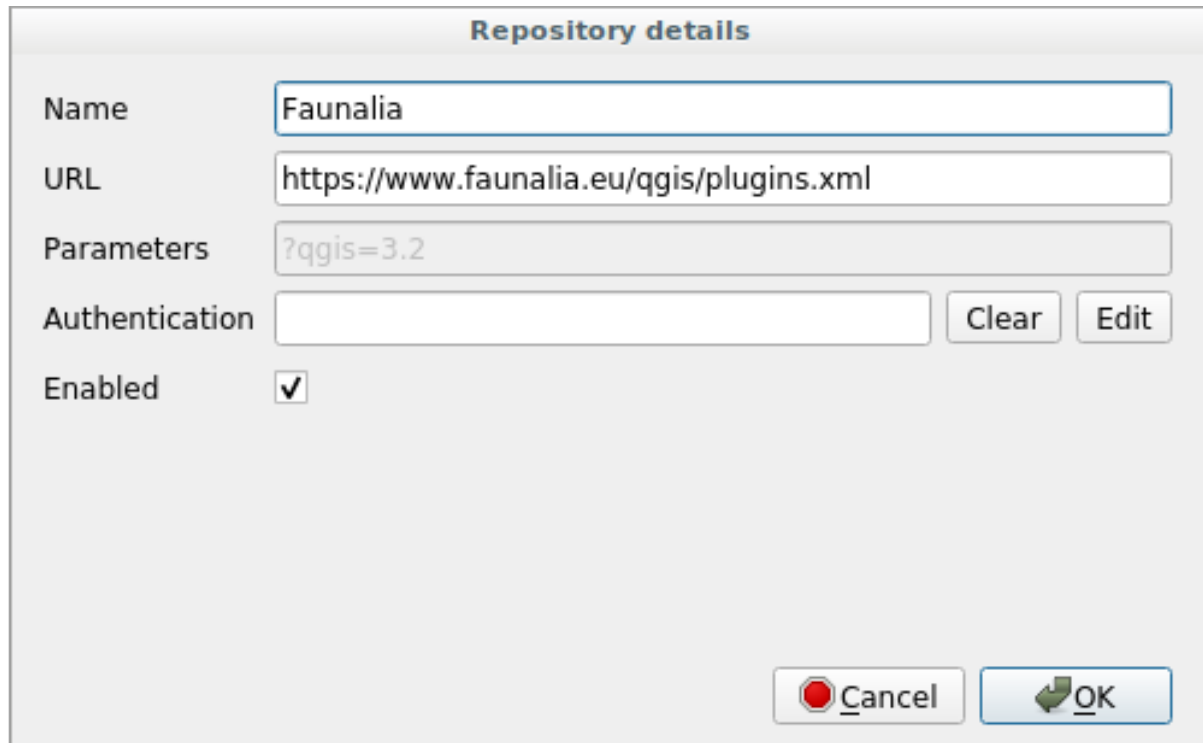 Repository details
Name Faunalia
URL https://www.faunalia.eu/qgis/plugins.xml
Parameters ?qgis=3.2
Authentication Clear Edit
Enabled
Cancel OK